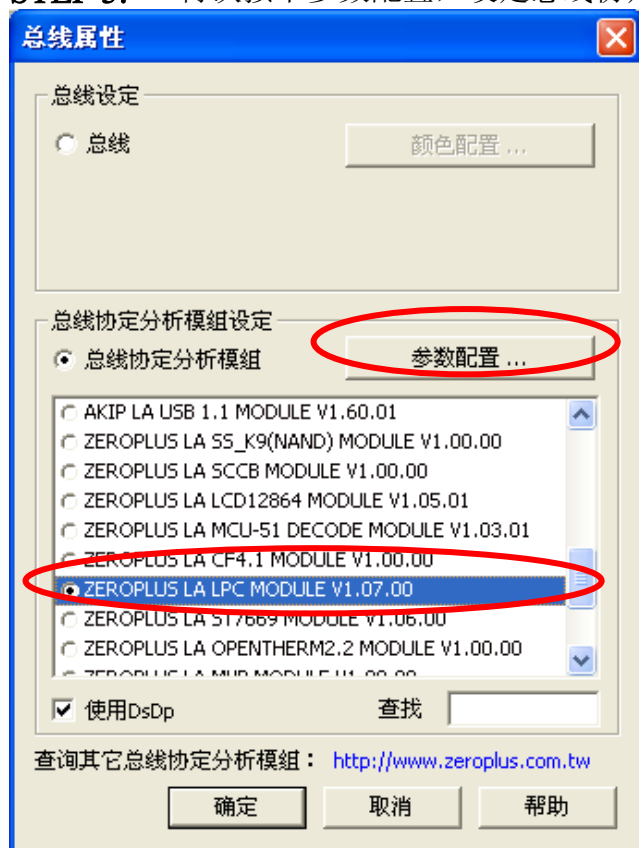 总线属性
总线设定
总线
颜色配置 ...
总线协定分析模组设定
总线协定分析模组
参数配置 ...
AKIP LA USB 1.1 MODULE V1.60.01
ZEROPLUS LA SS_K9(NAND) MODULE V1.00.00
ZEROPLUS LA SCCB MODULE V1.00.00
ZEROPLUS LA LCD12864 MODULE V1.05.01
ZEROPLUS LA MCU-51 DECODE MODULE V1.03.01
ZEROPLUS LA CF4.1 MODULE V1.00.00
ZEROPLUS LA LPC MODULE V1.07.00
ZEROPLUS LA ST7669 MODULE V1.06.00
ZEROPLUS LA OPENTHERM2.2 MODULE V1.00.00
使用DsDp
查找
查询其它总线协定分析模组: http://www.zeroplus.com.tw
确定
取消
帮助